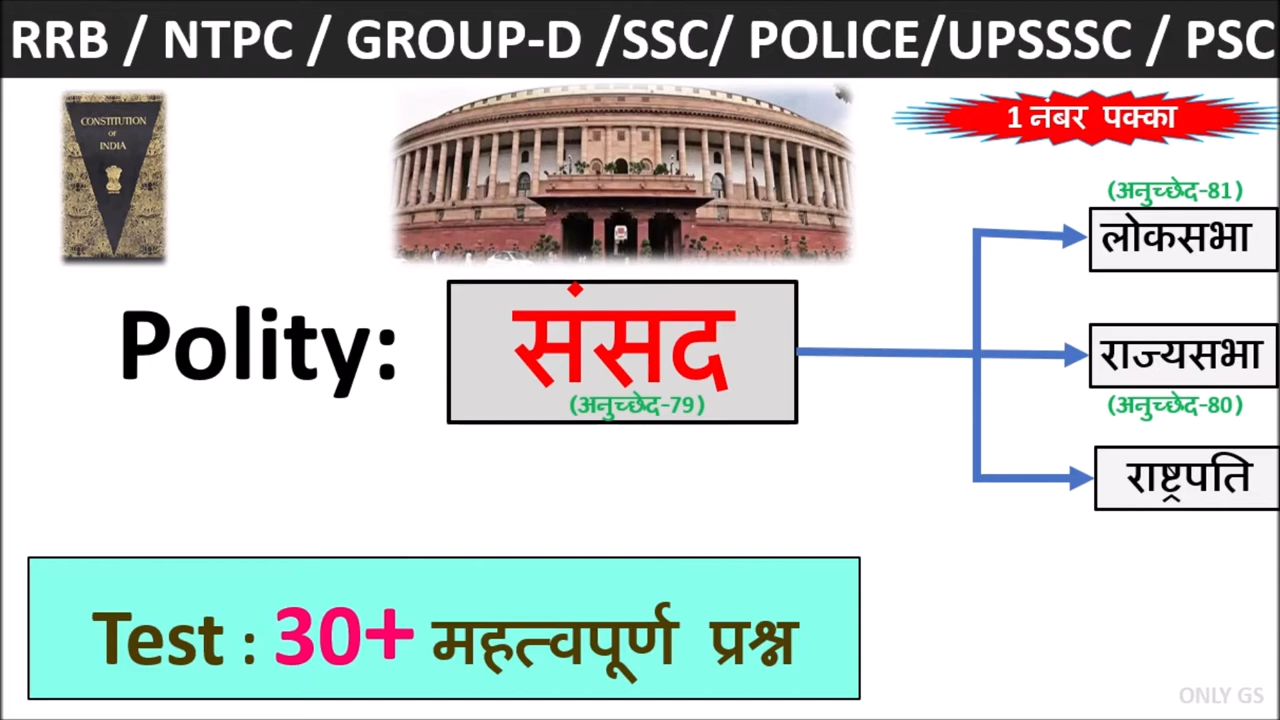 RRB / NTPC / GROUP-D /SSC/ POLICE/UPSSSC / PSC
CONSTITUTION
OF
INDIA
1 नंबर पक्का
(अनुच्छेद-81)
लोकसभा
Polity:
संसद
(अनुच्छेद-79)
राज्यसभा
(अनुच्छेद-80)
राष्ट्रपति
Test : 30+ महत्वपूर्ण प्रश्न
ONLY GS